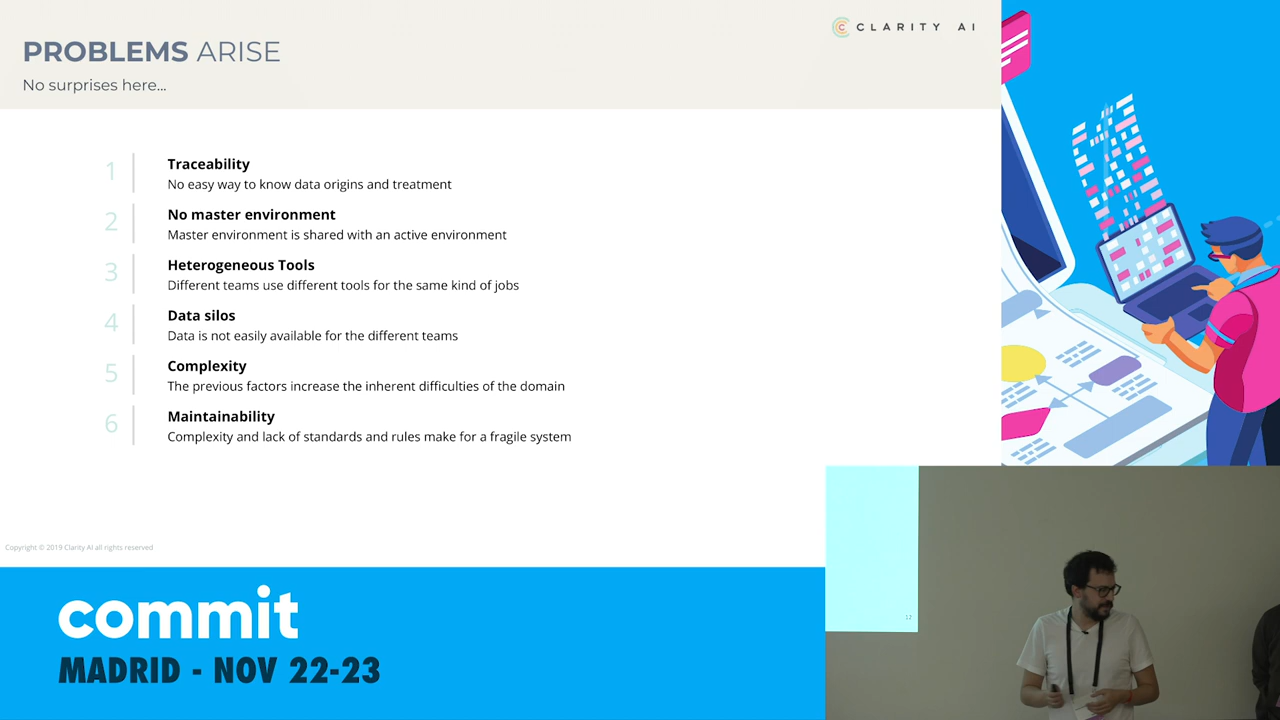 CLARITY AI
PROBLEMS ARISE
No surprises here...
1
Traceability
No easy way to know data origins and treatment
2
No master environment
Master environment is shared with an active environment
3
Heterogeneous Tools
Different teams use different tools for the same kind of jobs
4
Data silos
Data is not easily available for the different teams
5
Complexity
The previous factors increase the inherent difficulties of the domain
6
Maintainability
Complexity and lack of standards and rules make for a fragile system
Copyright © 2019 Clarity AI all rights reserved
commit
MADRID - NOV 22-23
12